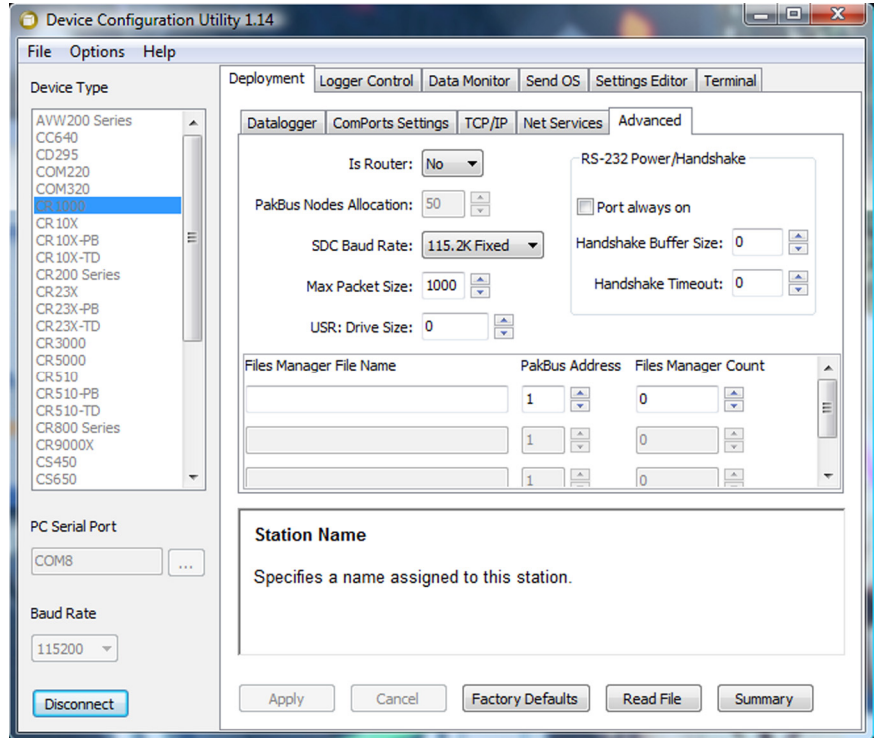 Device Configuration Utility 1.14
File Options Help
Device Type
AVW200 Series
CC640
CD295
COM220
COM320
CR1000
CR10X
CR10X-PB
CR10X-TD
CR200 Series
CR23X
CR23X-PB
CR23X-TD
CR3000
CR5000
CR510
CR510-PB
CR510-TD
CR800 Series
CR9000X
CS450
CS650
PC Serial Port
COM8 ...
Baud Rate
115200
Disconnect
Deployment Logger Control Data Monitor Send OS Settings Editor Terminal
Datalogger ComPorts Settings TCP/IP Net Services Advanced
Is Router: No
PakBus Nodes Allocation: 50
SDC Baud Rate: 115.2K Fixed
Max Packet Size: 1000
USR: Drive Size: 0
RS-232 Power/Handshake
Port always on
Handshake Buffer Size: 0
Handshake Timeout: 0
Files Manager File Name PakBus Address Files Manager Count
1 0
1 0
1 0
Station Name
Specifies a name assigned to this station.
Apply Cancel Factory Defaults Read File Summary